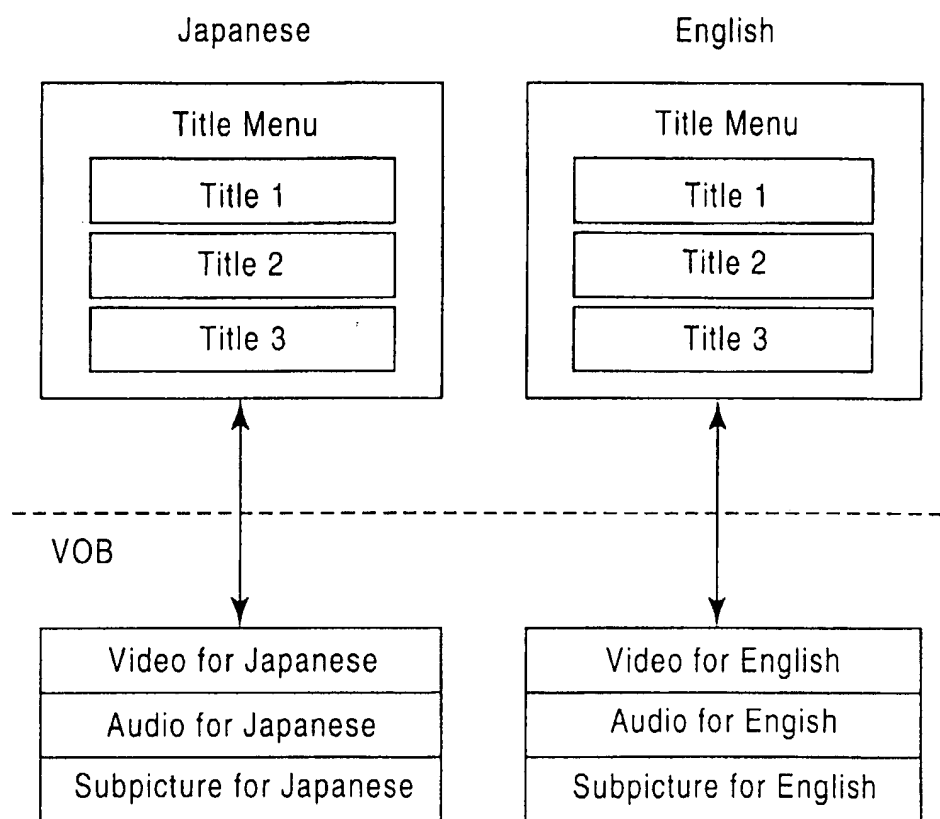 Japanese
English
Title Menu
Title 1
Title 2
Title 3
Title Menu
Title 1
Title 2
Title 3
VOB
Video for Japanese
Audio for Japanese
Subpicture for Japanese
Video for English
Audio for Engish
Subpicture for English